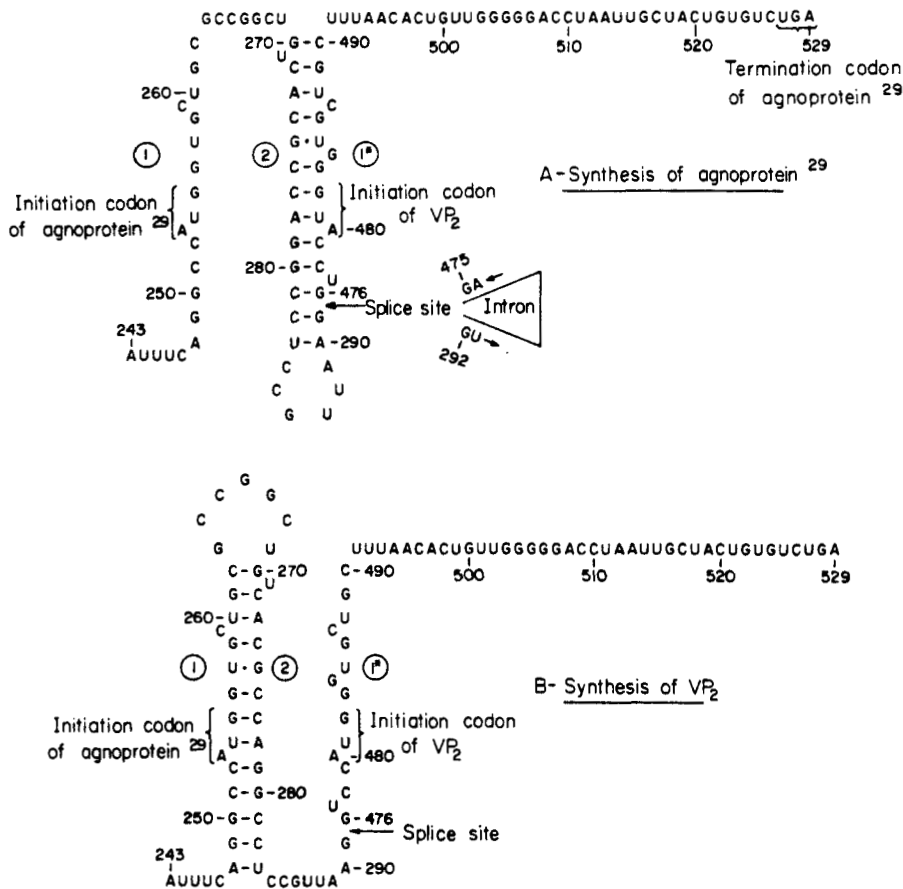 GCCGGCU UUUAACACUGUUGGGGGACCUAAUUGCUACUGUGUCUGA
C 270-G-C-490 500 510 520 529
U
G C-G Termination codon
260-U A-U of agnoprotein 29
C C
G C-G
U G·U
① ② G ①ª A-Synthesis of agnoprotein 29
G C-G
Initiation codon G C-G Initiation codon
of agnoprotein 29 U A-U of VP2
A A-480
C G-C
C 280-G-C 475
U GA
250-G C-G-476
Splice site Intron
G C-G
GU
243 A U-A-290 292
AUUUC C A
C U
G U
G
C G
C C
G U UUUAACACUGUUGGGGGACCUAAUUGCUACUGUGUCUGA
C-G-270 C-490 500 510 520 529
U
G-C G
260-U-A U
C C
G-C G
① U·G ② U ①ª
G B-Synthesis of VP2
G-C G
Initiation codon G-C G Initiation codon
of agnoprotein 29 U-A U of VP2
A A-480
C-G C
C-G-280 C
U
250-G-C G-476
Splice site
G-C G
243 A-U A-290
AUUUC CCGUUA